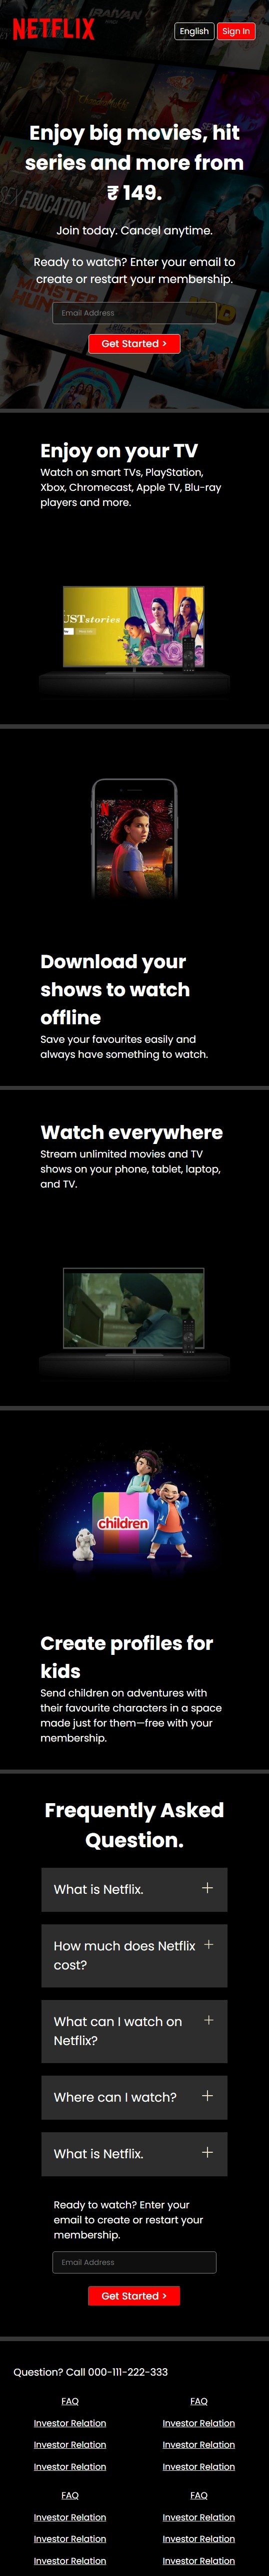 IRAIVAN
NETFLIX
English
Sign In
Enjoy big movies, hit
series and more from
₹ 149.
SEX EDUCATION
Join today. Cancel anytime.
Ready to watch? Enter your email to
create or restart your membership.
HUNTER
Email Address
Get Started >
Enjoy on your TV
Watch on smart TVs, PlayStation,
Xbox, Chromecast, Apple TV, Blu-ray
players and more.
USTstories
N
Download your
shows to watch
offline
Save your favourites easily and
always have something to watch.
Watch everywhere
Stream unlimited movies and TV
shows on your phone, tablet, laptop,
and TV.
children
Create profiles for
kids
Send children on adventures with
their favourite characters in a space
made just for them—free with your
membership.
Frequently Asked
Question.
What is Netflix.
How much does Netflix
cost?
What can I watch on
Netflix?
Where can I watch?
What is Netflix.
Ready to watch? Enter your
email to create or restart your
membership.
Email Address
Get Started >
Question? Call 000-111-222-333
FAQ FAQ
Investor Relation Investor Relation
Investor Relation Investor Relation
Investor Relation Investor Relation
FAQ FAQ
Investor Relation Investor Relation
Investor Relation Investor Relation
Investor Relation Investor Relation